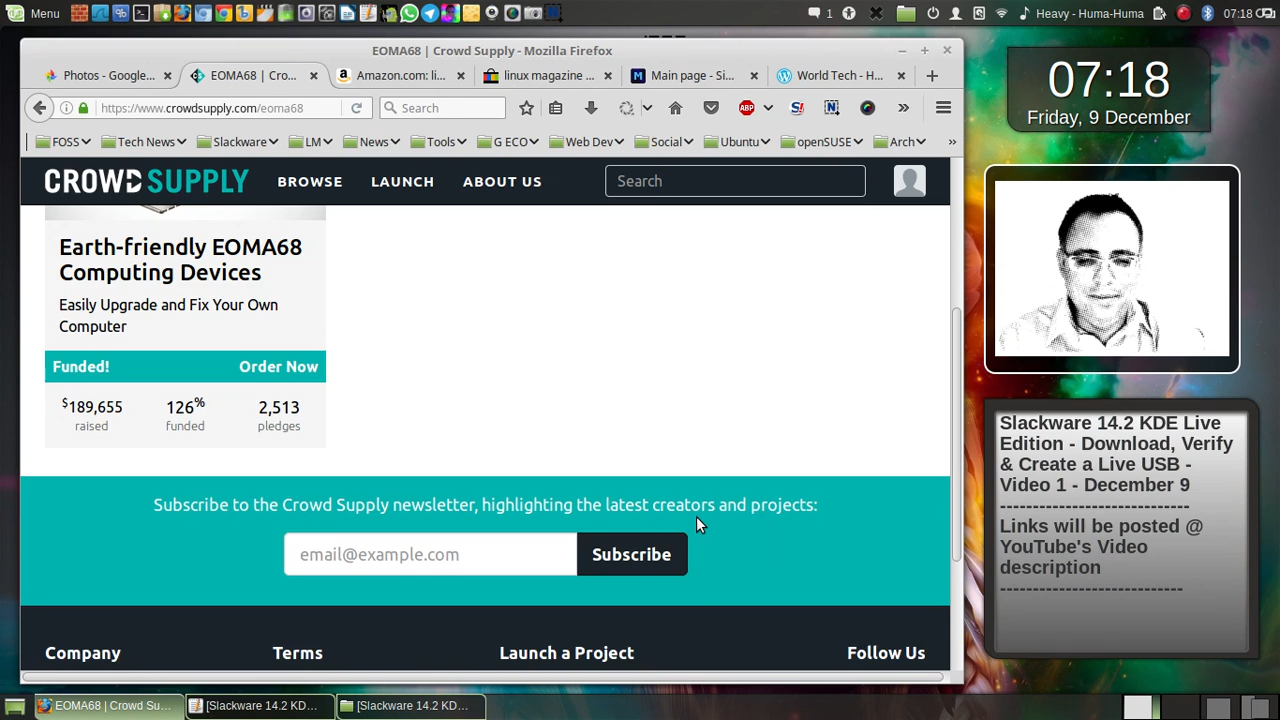 Menu
1
Heavy - Huma-Huma
07:18
EOMA68 | Crowd Supply - Mozilla Firefox
Photos - Google...
EOMA68 | Cro...
Amazon.com: li...
linux magazine ...
Main page - Si...
World Tech - H...
https://www.crowdsupply.com/eoma68
Search
ABP
FOSS
Tech News
Slackware
LM
News
Tools
G ECO
Web Dev
Social
Ubuntu
openSUSE
Arch
CROWD SUPPLY
BROWSE
LAUNCH
ABOUT US
Search
Earth-friendly EOMA68
Computing Devices
Easily Upgrade and Fix Your Own
Computer
Funded! Order Now
$189,655 126% 2,513
raised funded pledges
Subscribe to the Crowd Supply newsletter, highlighting the latest creators and projects:
email@example.com
Subscribe
Company
Terms
Launch a Project
Follow Us
07:18
Friday, 9 December
Slackware 14.2 KDE Live
Edition - Download, Verify
& Create a Live USB -
Video 1 - December 9
----------------------------
Links will be posted @
YouTube's Video
description
---------------------------
EOMA68 | Crowd Su...
[Slackware 14.2 KD...
[Slackware 14.2 KD...